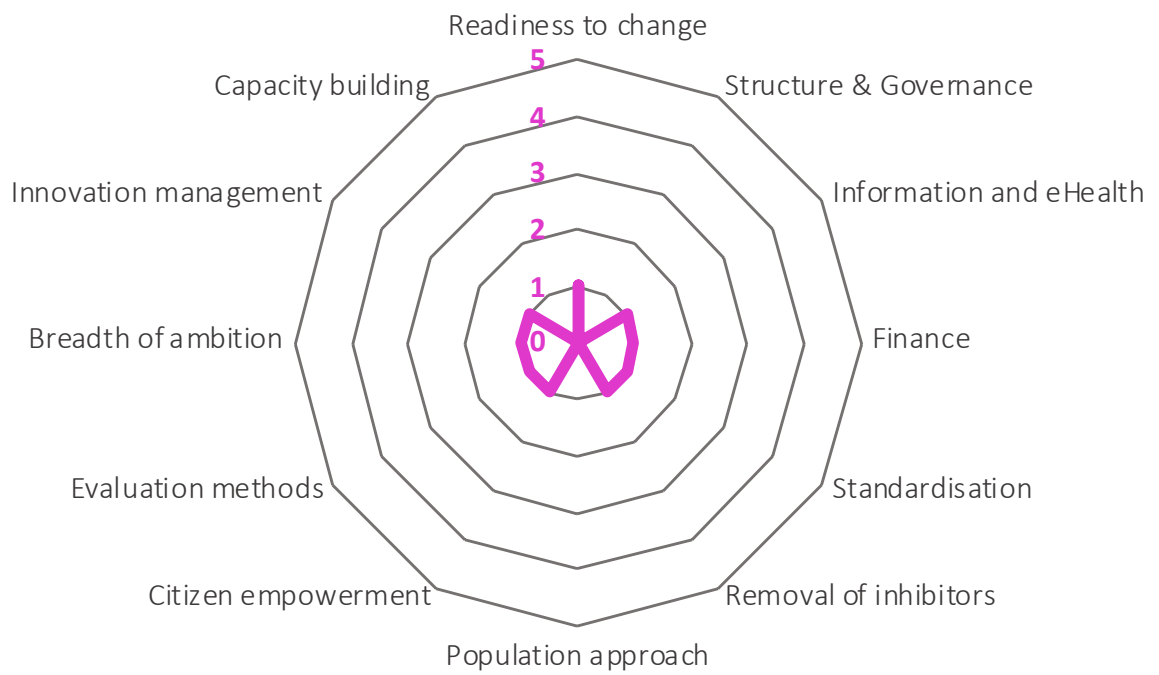 Readiness to change
5
Capacity building
Structure & Governance
4
3
Innovation management
Information and eHealth
2
1
Breadth of ambition
0
Finance
Evaluation methods
Standardisation
Citizen empowerment
Removal of inhibitors
Population approach